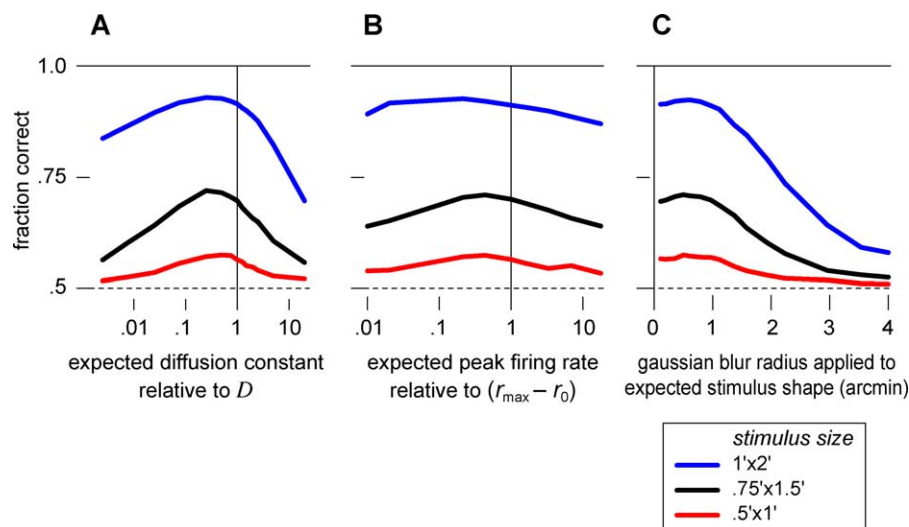 A
B
C
fraction correct
1.0
.75
.5
.01 .1 1 10
expected diffusion constant
relative to D
.01 .1 1 10
expected peak firing rate
relative to (rmax − r0)
0 1 2 3 4
gaussian blur radius applied to
expected stimulus shape (arcmin)
stimulus size
1'x2'
.75'x1.5'
.5'x1'